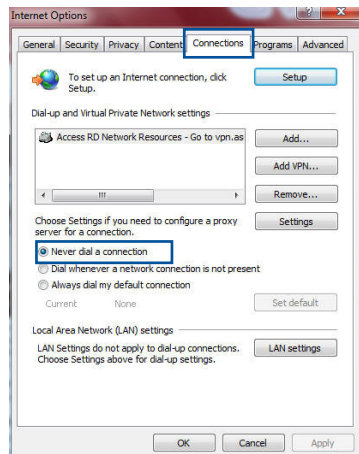 Internet Options
General Security Privacy Content Connections Programs Advanced
To set up an Internet connection, click
Setup.
Setup
Dial-up and Virtual Private Network settings
Access RD Network Resources - Go to vpn.as
Add...
Add VPN...
Remove...
Choose Settings if you need to configure a proxy
server for a connection.
Settings
Never dial a connection
Dial whenever a network connection is not present
Always dial my default connection
Current None
Set default
Local Area Network (LAN) settings
LAN Settings do not apply to dial-up connections.
Choose Settings above for dial-up settings.
LAN settings
OK Cancel Apply